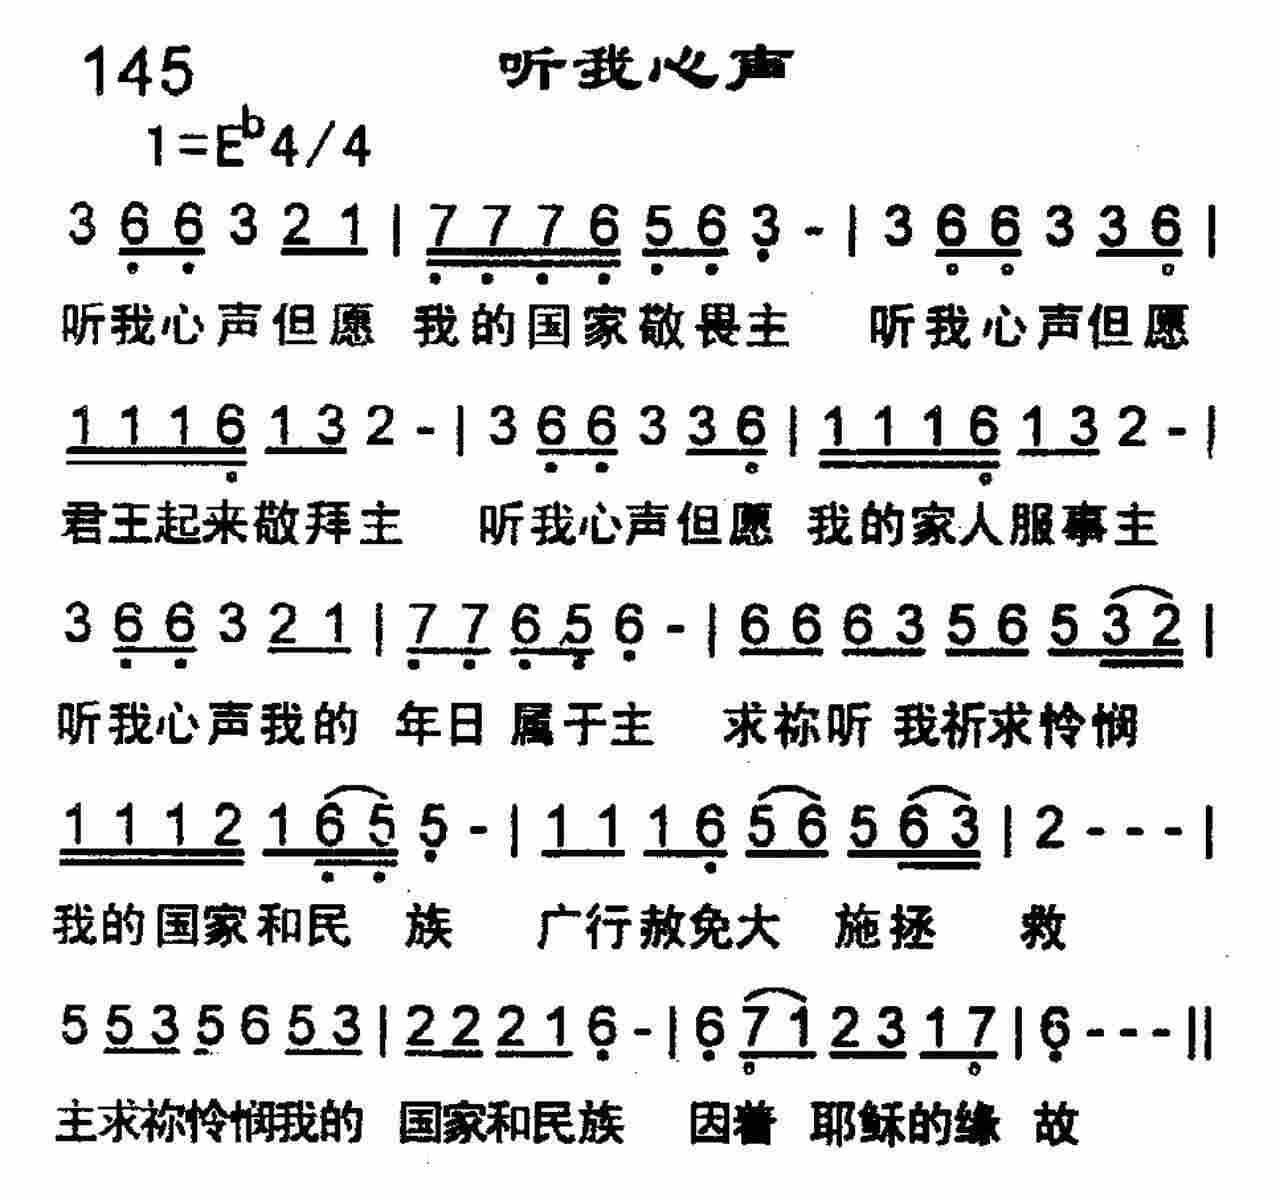 145 听我心声
1=E♭4/4
3 6 6 3 2 1 | 7 7 7 6 5 6 3 - | 3 6 6 3 3 6 |
听我心声但愿 我的国家敬畏主 听我心声但愿
1 1 1 6 1 3 2 - | 3 6 6 3 3 6 | 1 1 1 6 1 3 2 - |
君王起来敬拜主 听我心声但愿 我的家人服事主
3 6 6 3 2 1 | 7 7 6 5 6 - | 6 6 6 3 5 6 5 3 2 |
听我心声我的 年日属于主 求祢听 我祈求怜悯
1 1 1 2 1 6 5 5 - | 1 1 1 6 5 6 5 6 3 | 2 - - - |
我的国家和民 族 广行赦免大 施拯 救
5 5 3 5 6 5 3 | 2 2 2 1 6 - | 6 7 1 2 3 1 7 | 6 - - - ||
主求祢怜悯我的 国家和民族 因着 耶稣的缘 故